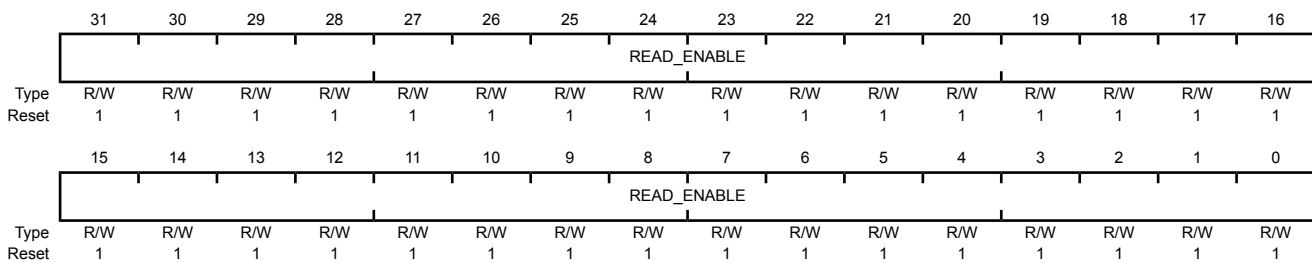 31 30 29 28 27 26 25 24 23 22 21 20 19 18 17 16
READ_ENABLE
Type R/W R/W R/W R/W R/W R/W R/W R/W R/W R/W R/W R/W R/W R/W R/W R/W
Reset 1 1 1 1 1 1 1 1 1 1 1 1 1 1 1 1
15 14 13 12 11 10 9 8 7 6 5 4 3 2 1 0
READ_ENABLE
Type R/W R/W R/W R/W R/W R/W R/W R/W R/W R/W R/W R/W R/W R/W R/W R/W
Reset 1 1 1 1 1 1 1 1 1 1 1 1 1 1 1 1